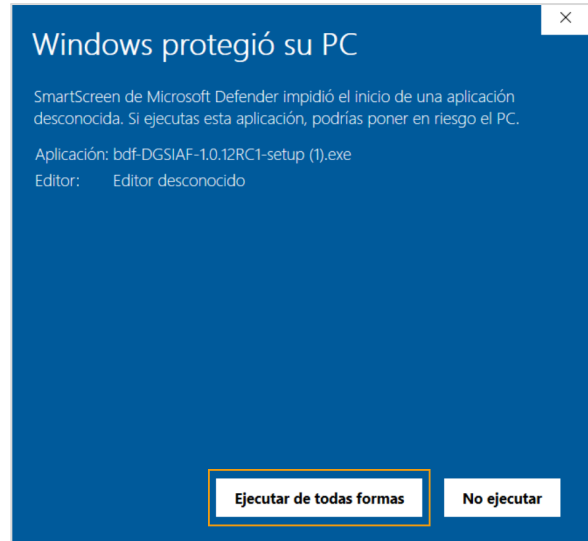 Windows protegió su PC
SmartScreen de Microsoft Defender impidió el inicio de una aplicación
desconocida. Si ejecutas esta aplicación, podrías poner en riesgo el PC.
Aplicación: bdf-DGSIAF-1.0.12RC1-setup (1).exe
Editor: Editor desconocido
Ejecutar de todas formas
No ejecutar